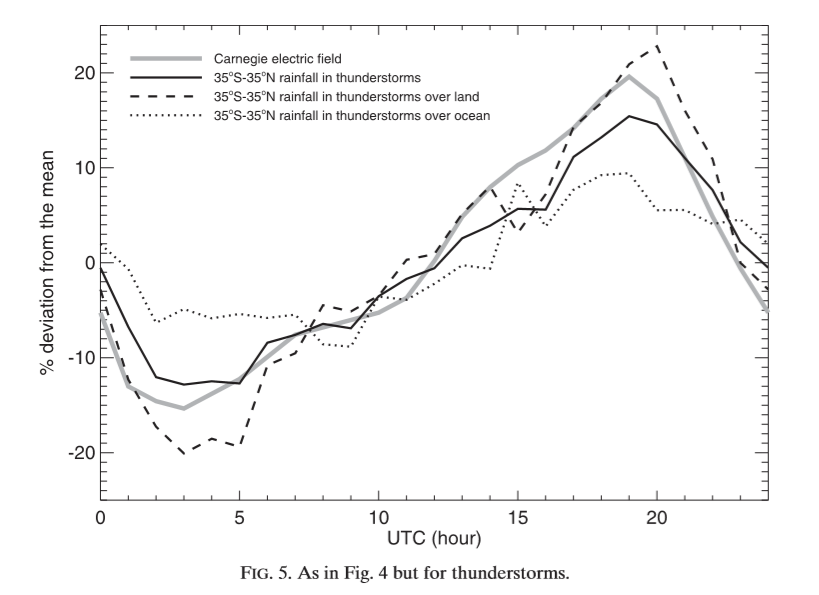 Carnegie electric field
35°S-35°N rainfall in thunderstorms
35°S-35°N rainfall in thunderstorms over land
35°S-35°N rainfall in thunderstorms over ocean
% deviation from the mean
20
10
0
-10
-20
0 5 10 15 20
UTC (hour)
FIG. 5. As in Fig. 4 but for thunderstorms.